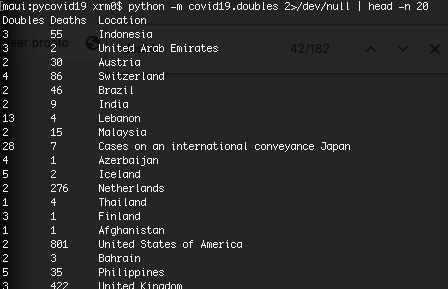 [maui:pycovid19 xrm0$ python -m covid19.doubles 2>/dev/null | head -n 20
Doubles Deaths Location
3 55 Indonesia
3 2 United Arab Emirates
2 30 Austria
4 86 Switzerland
2 46 Brazil
2 9 India
13 4 Lebanon
2 15 Malaysia
28 7 Cases on an international conveyance Japan
4 1 Azerbaijan
5 2 Iceland
2 276 Netherlands
1 4 Thailand
3 1 Finland
1 1 Afghanistan
2 801 United States of America
2 3 Bahrain
5 35 Philippines
3 422 United Kingdom
eer pronto
42/182